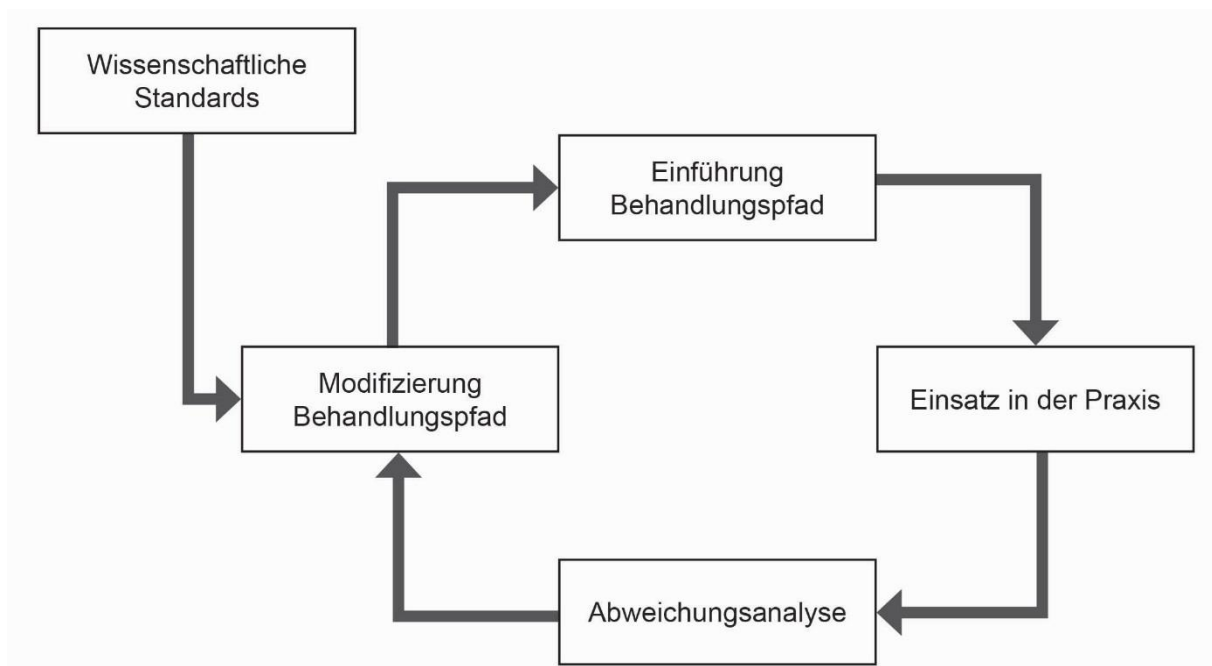 Wissenschaftliche
Standards
Einführung
Behandlungspfad
Modifizierung
Behandlungspfad
Einsatz in der Praxis
Abweichungsanalyse